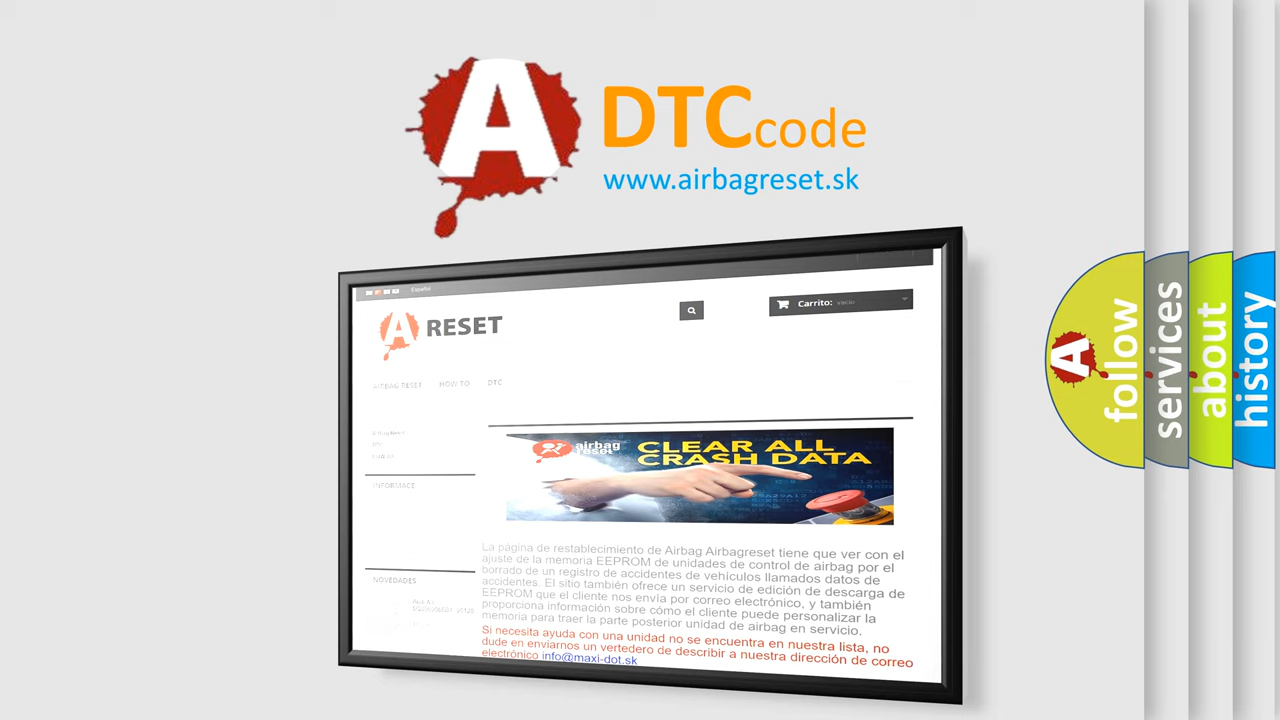 A
DTCcode
www.airbagreset.sk
Español
A RESET
Carrito: vacío
AIRBAG RESET HOW TO DTC
INFORMACE
CLEAR ALL
CRASH DATA
airbag
reset
La página de restablecimiento de Airbag Airbagreset tiene que ver con el
ajuste de la memoria EEPROM de unidades de control de airbag por el
borrado de un registro de accidentes de vehículos llamados datos de
accidentes. El sitio también ofrece un servicio de edición de descarga de
EEPROM que el cliente nos envía por correo electrónico, y también
proporciona información sobre cómo el cliente puede personalizar la
memoria para traer la parte posterior unidad de airbag en servicio.
Si necesita ayuda con una unidad no se encuentra en nuestra lista, no
dude en enviarnos un vertedero de describir a nuestra dirección de correo
electrónico info@maxi-dot.sk
NOVEDADES
A
follow
services
about
history